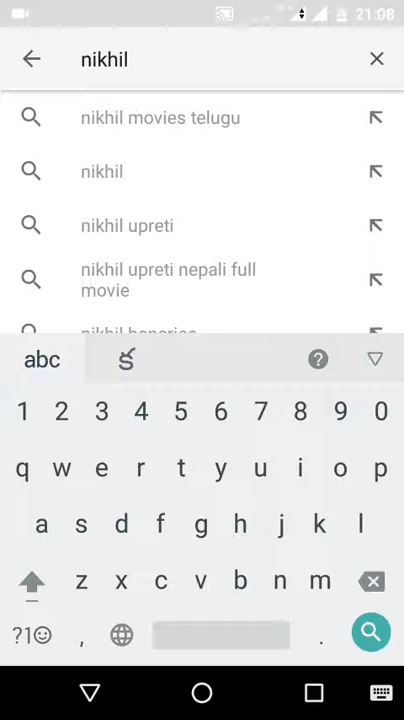 21:08
nikhil
nikhil movies telugu
nikhil
nikhil upreti
nikhil upreti nepali full
movie
nikhil
abc క
1 2 3 4 5 6 7 8 9 0
q w e r t y u i o p
a s d f g h j k l
z x c v b n m
?1☺ , .